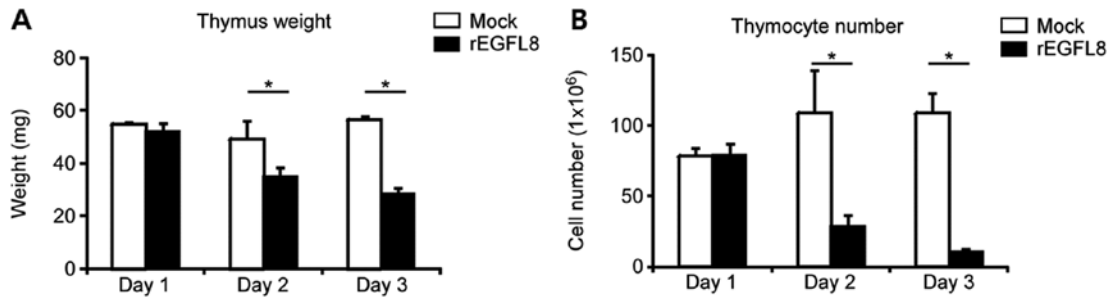 A
Thymus weight
Mock
rEGFL8
Weight (mg)
80
60
40
20
0
*
*
Day 1
Day 2
Day 3
B
Thymocyte number
Mock
rEGFL8
Cell number (1x10⁶)
150
100
50
0
*
*
Day 1
Day 2
Day 3